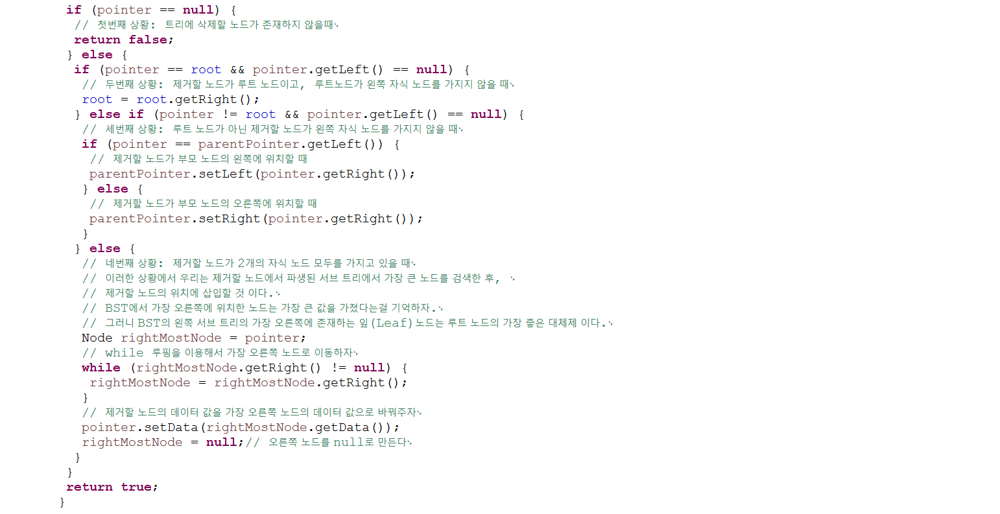 if (pointer == null) {
// 첫번째 상황: 트리에 삭제할 노드가 존재하지 않을때.
return false;
} else {
if (pointer == root && pointer.getLeft() == null) {
// 두번째 상황: 제거할 노드가 루트 노드이고, 루트노드가 왼쪽 자식 노드를 가지지 않을 때.
root = root.getRight();
} else if (pointer != root && pointer.getLeft() == null) {
// 세번째 상황: 루트 노드가 아닌 제거할 노드가 왼쪽 자식 노드를 가지지 않을 때.
if (pointer == parentPointer.getLeft()) {
// 제거할 노드가 부모 노드의 왼쪽에 위치할 때
parentPointer.setLeft(pointer.getRight());
} else {
// 제거할 노드가 부모 노드의 오른쪽에 위치할 때
parentPointer.setRight(pointer.getRight());
}
} else {
// 네번째 상황: 제거할 노드가 2개의 자식 노드 모두를 가지고 있을 때.
// 이러한 상황에서 우리는 제거할 노드에서 파생된 서브 트리에서 가장 큰 노드를 검색한 후,
// 제거할 노드의 위치에 삽입할 것 이다.
// BST에서 가장 오른쪽에 위치한 노드는 가장 큰 값을 가졌다는걸 기억하자.
// 그러니 BST의 왼쪽 서브 트리의 가장 오른쪽에 존재하는 잎(Leaf)노드는 루트 노드의 가장 좋은 대체제 이다.
Node rightMostNode = pointer;
// while 루핑을 이용해서 가장 오른쪽 노드로 이동하자
while (rightMostNode.getRight() != null) {
rightMostNode = rightMostNode.getRight();
}
// 제거할 노드의 데이터 값을 가장 오른쪽 노드의 데이터 값으로 바꿔주자
pointer.setData(rightMostNode.getData());
rightMostNode = null;// 오른쪽 노드를 null로 만든다
}
}
return true;
}